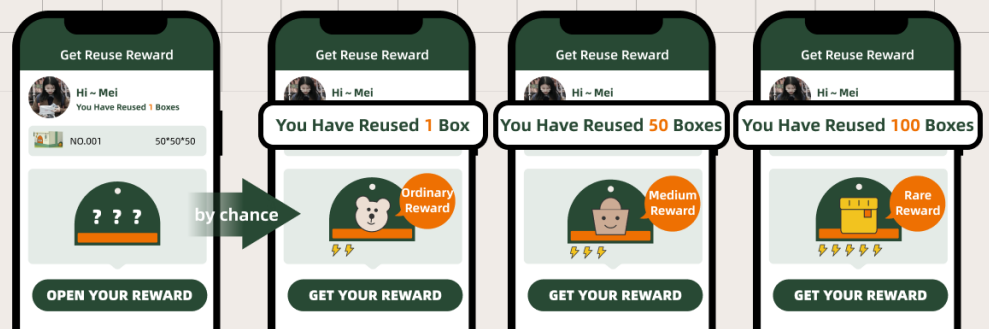 Get Reuse Reward
Hi ~ Mei
You Have Reused 1 Boxes
NO.001 50*50*50
? ? ?
OPEN YOUR REWARD
by chance
Get Reuse Reward
Hi ~ Mei
You Have Reused 1 Box
Ordinary
Reward
GET YOUR REWARD
Get Reuse Reward
Hi ~ Mei
You Have Reused 50 Boxes
Medium
Reward
GET YOUR REWARD
Get Reuse Reward
Hi ~ Mei
You Have Reused 100 Boxes
Rare
Reward
GET YOUR REWARD